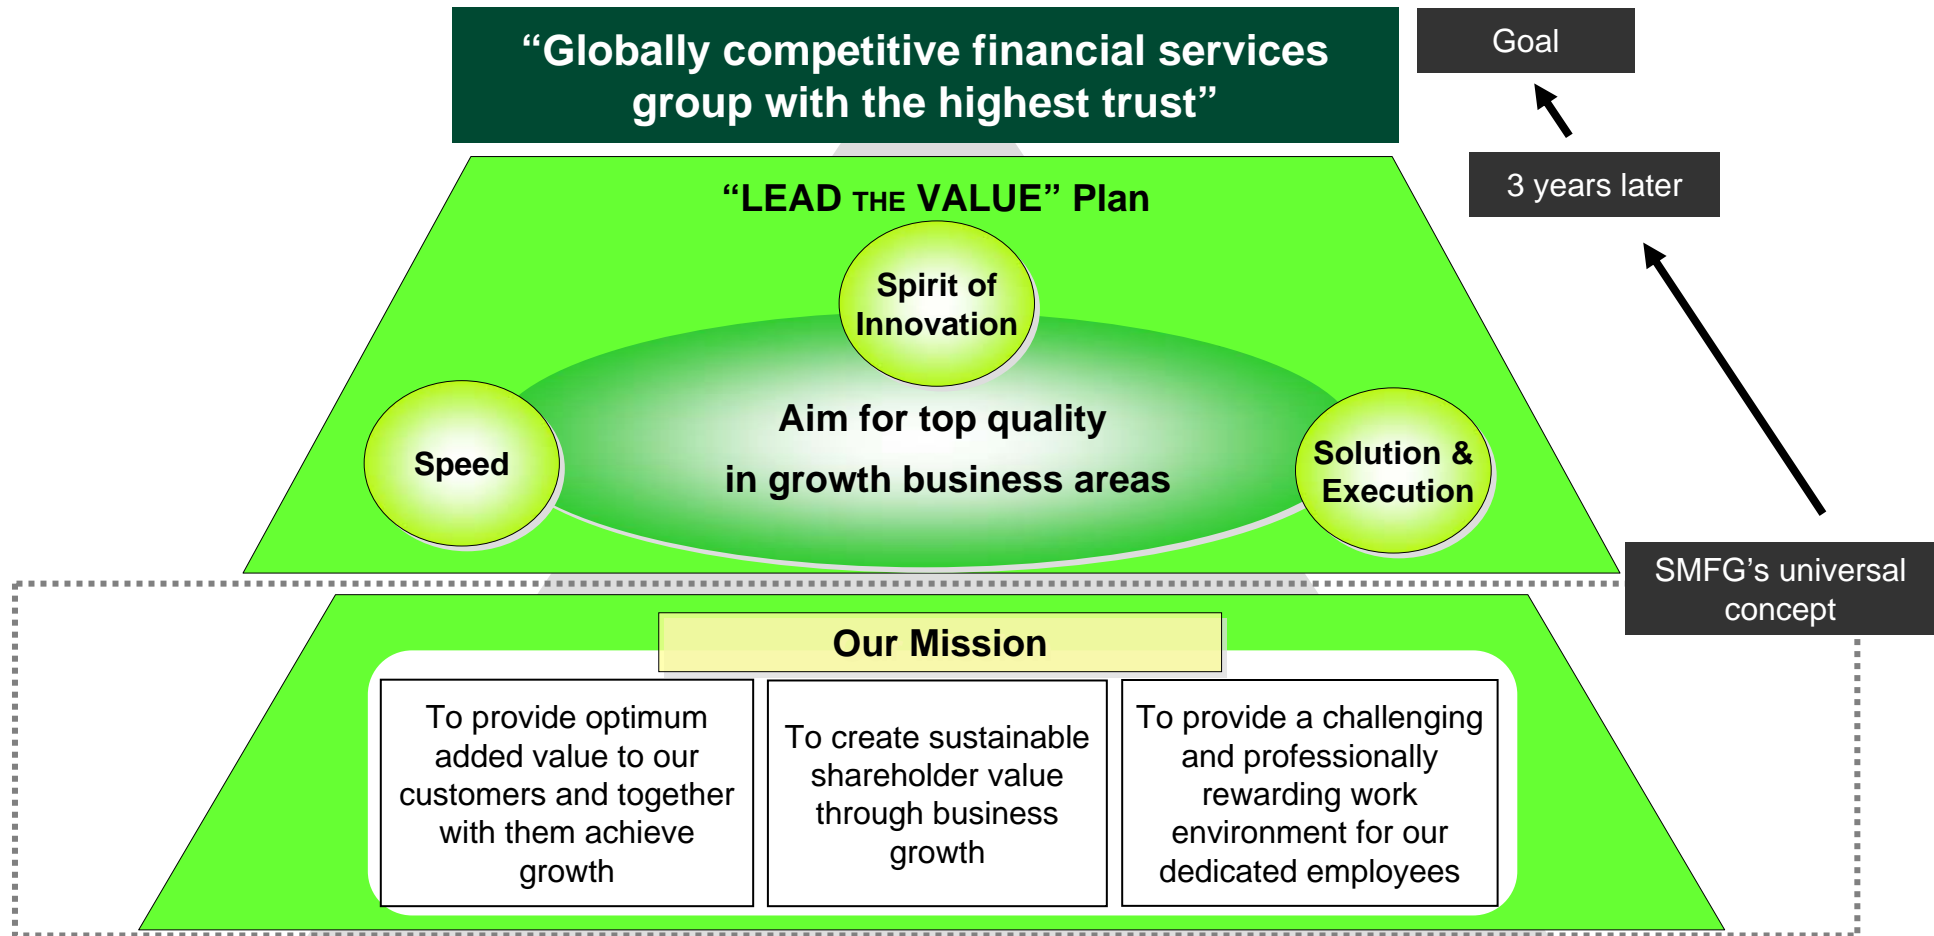 “Globally competitive financial services
group with the highest trust”
Goal
3 years later
“LEAD THE VALUE” Plan
Spirit of
Innovation
Speed
Aim for top quality
in growth business areas
Solution &
Execution
SMFG’s universal
concept
Our Mission
To provide optimum
added value to our
customers and together
with them achieve
growth
To create sustainable
shareholder value
through business
growth
To provide a challenging
and professionally
rewarding work
environment for our
dedicated employees